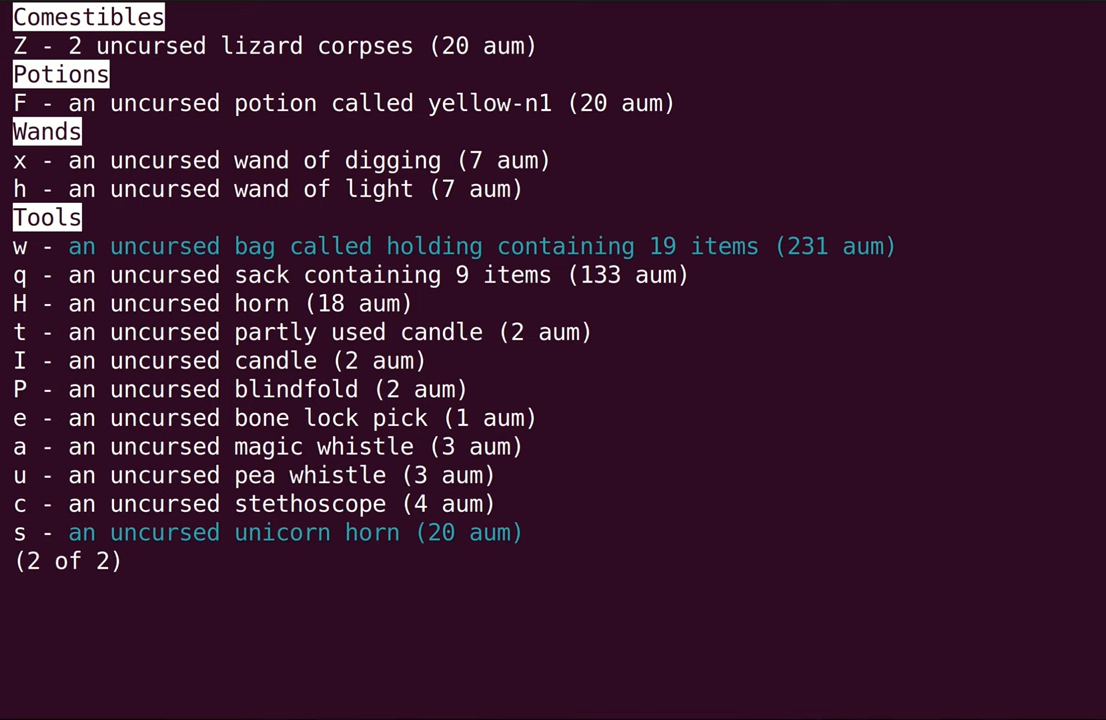 Comestibles
Z - 2 uncursed lizard corpses (20 aum)
Potions
F - an uncursed potion called yellow-n1 (20 aum)
Wands
x - an uncursed wand of digging (7 aum)
h - an uncursed wand of light (7 aum)
Tools
w - an uncursed bag called holding containing 19 items (231 aum)
q - an uncursed sack containing 9 items (133 aum)
H - an uncursed horn (18 aum)
t - an uncursed partly used candle (2 aum)
I - an uncursed candle (2 aum)
P - an uncursed blindfold (2 aum)
e - an uncursed bone lock pick (1 aum)
a - an uncursed magic whistle (3 aum)
u - an uncursed pea whistle (3 aum)
c - an uncursed stethoscope (4 aum)
s - an uncursed unicorn horn (20 aum)
(2 of 2)